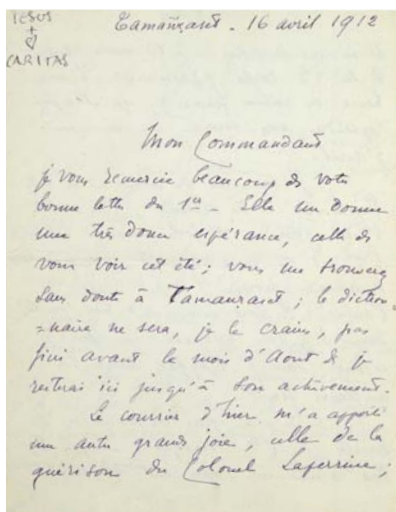 JESUS
+
♡
CARITAS
Tamanrasset - 16 avril 1912
Mon Commandant
je vous remercie beaucoup de votre
bonne lettre du 1er - Elle me donne
une très douce espérance, celle de
vous voir cet été ; vous me trouverez
sans doute à Tamanrasset ; le diction-
=naire ne sera, je le crains, pas
fini avant le mois d'Aout & je
resterai ici jusqu'à son achèvement.
Le courrier d'hier m'a apporté
une autre grande joie, celle de la
guérison du Colonel Laperrine ;